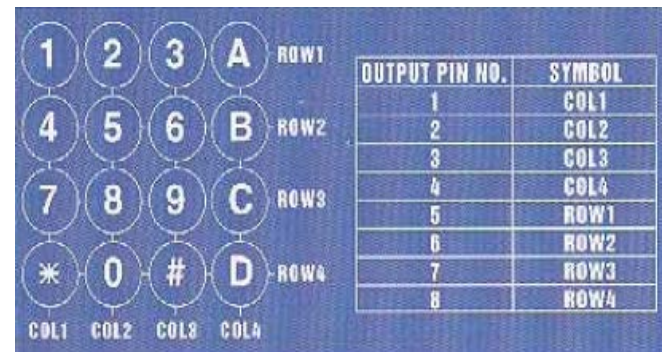 1 2 3 A ROW1
4 5 6 B ROW2
7 8 9 C ROW3
* 0 # D ROW4
COL1 COL2 COL3 COL4
OUTPUT PIN NO. SYMBOL
1 COL1
2 COL2
3 COL3
4 COL4
5 ROW1
6 ROW2
7 ROW3
8 ROW4